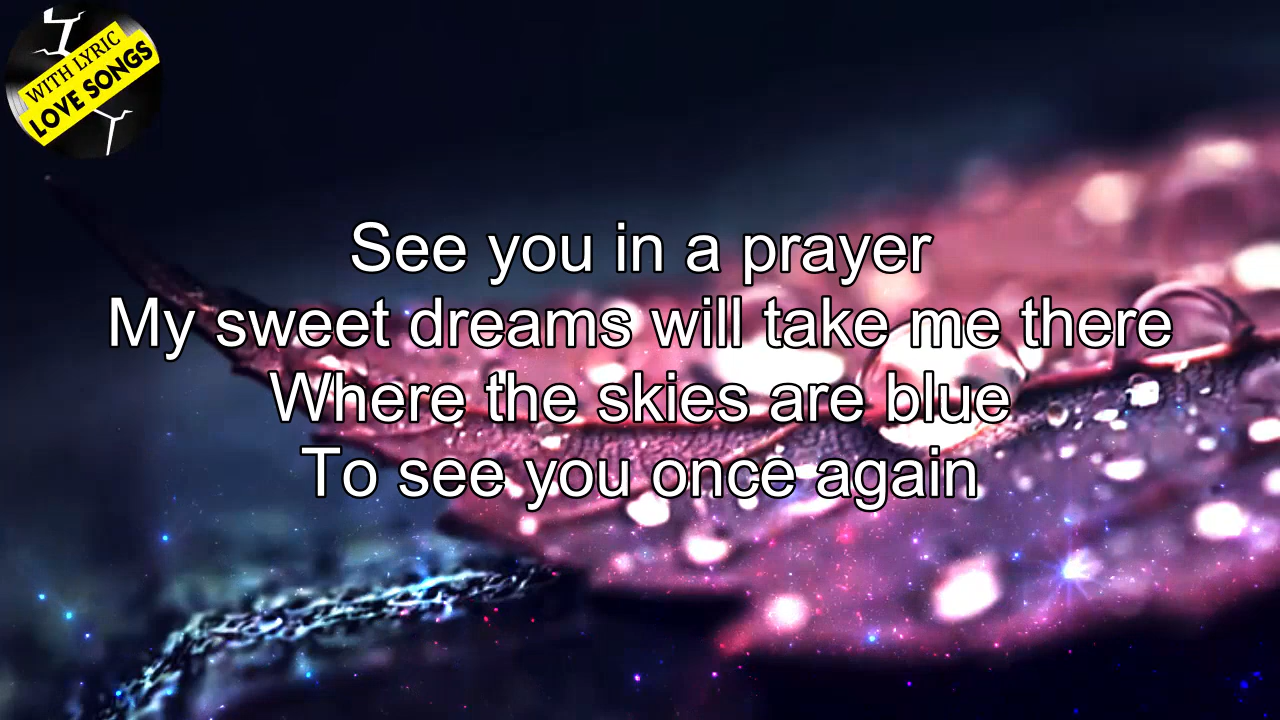 WITH LYRIC
LOVE SONGS
See you in a prayer
My sweet dreams will take me there
Where the skies are blue
To see you once again